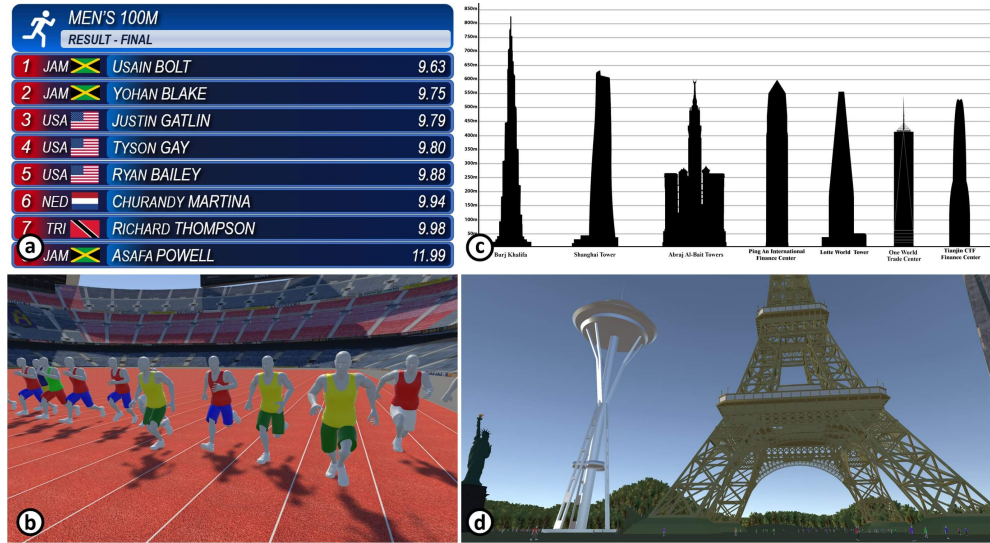 MEN'S 100M
RESULT - FINAL
1 JAM USAIN BOLT 9.63
2 JAM YOHAN BLAKE 9.75
3 USA JUSTIN GATLIN 9.79
4 USA TYSON GAY 9.80
5 USA RYAN BAILEY 9.88
6 NED CHURANDY MARTINA 9.94
7 TRI RICHARD THOMPSON 9.98
JAM ASAFA POWELL 11.99
a
850m
800m
750m
700m
650m
600m
550m
500m
450m
400m
350m
300m
250m
200m
150m
100m
50m
c
Burj Khalifa
Shanghai Tower
Abraj Al-Bait Towers
Ping An International
Finance Center
Lotte World Tower
One World
Trade Center
Tianjin CTF
Finance Center
b
d